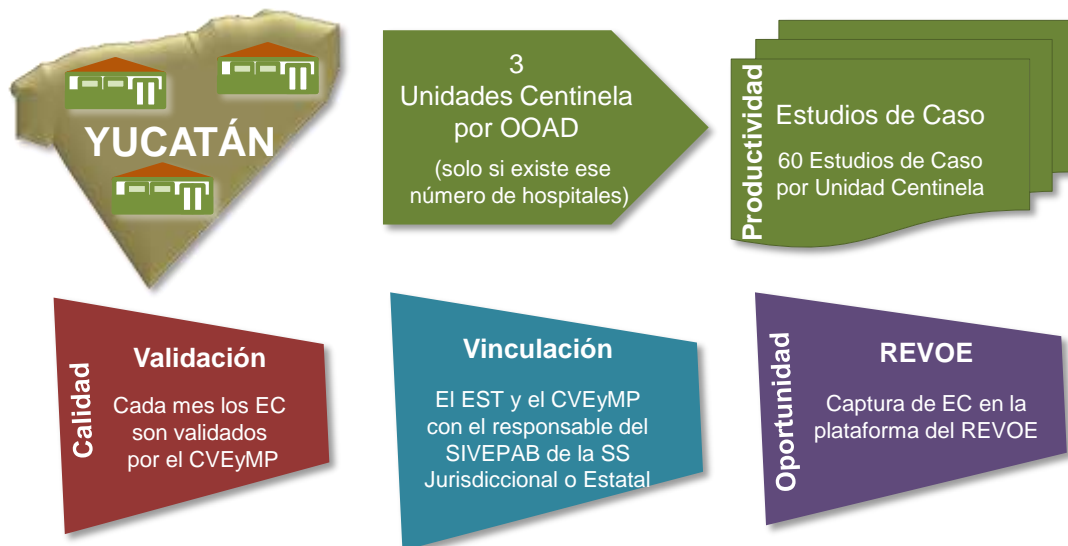 YUCATÁN
3
Unidades Centinela
por OOAD
(solo si existe ese
número de hospitales)
Productividad
Estudios de Caso
60 Estudios de Caso
por Unidad Centinela
Calidad
Validación
Cada mes los EC
son validados
por el CVEyMP
Vinculación
El EST y el CVEyMP
con el responsable del
SIVEPAB de la SS
Jurisdiccional o Estatal
Oportunidad
REVOE
Captura de EC en la
plataforma del REVOE